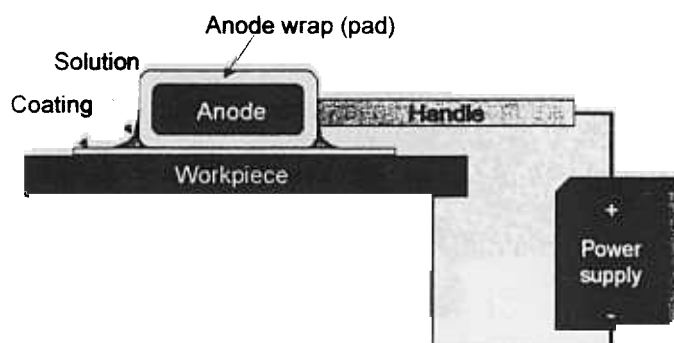 Anode wrap (pad)
Solution
Coating
Anode
Handle
Workpiece
+
Power
supply
-